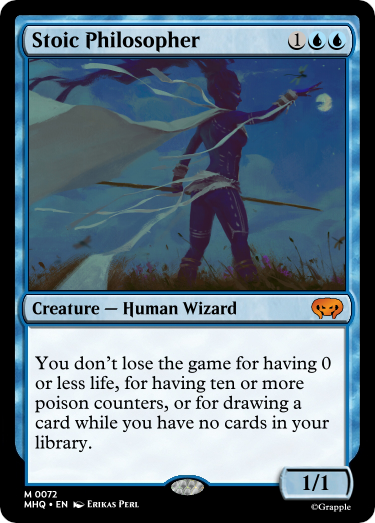 Stoic Philosopher 1
Creature — Human Wizard
You don't lose the game for having 0
or less life, for having ten or more
poison counters, or for drawing a
card while you have no cards in your
library.
1/1
M 0072
MHQ • EN Erikas Perl
©Grapple